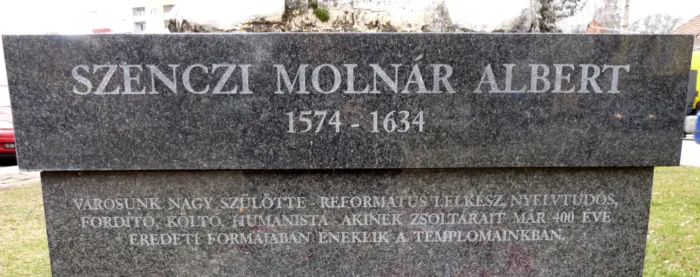 SZENCZI MOLNÁR ALBERT
1574 - 1634
VÁROSUNK NAGY SZÜLÖTTE - REFORMÁTUS LELKÉSZ, NYELVTUDÓS,
FORDÍTÓ, KÖLTŐ, HUMANISTA - AKINEK ZSOLTÁRAIT MÁR 400 ÉVE
EREDETI FORMÁJÁBAN ÉNEKLIK A TEMPLOMAINKBAN.